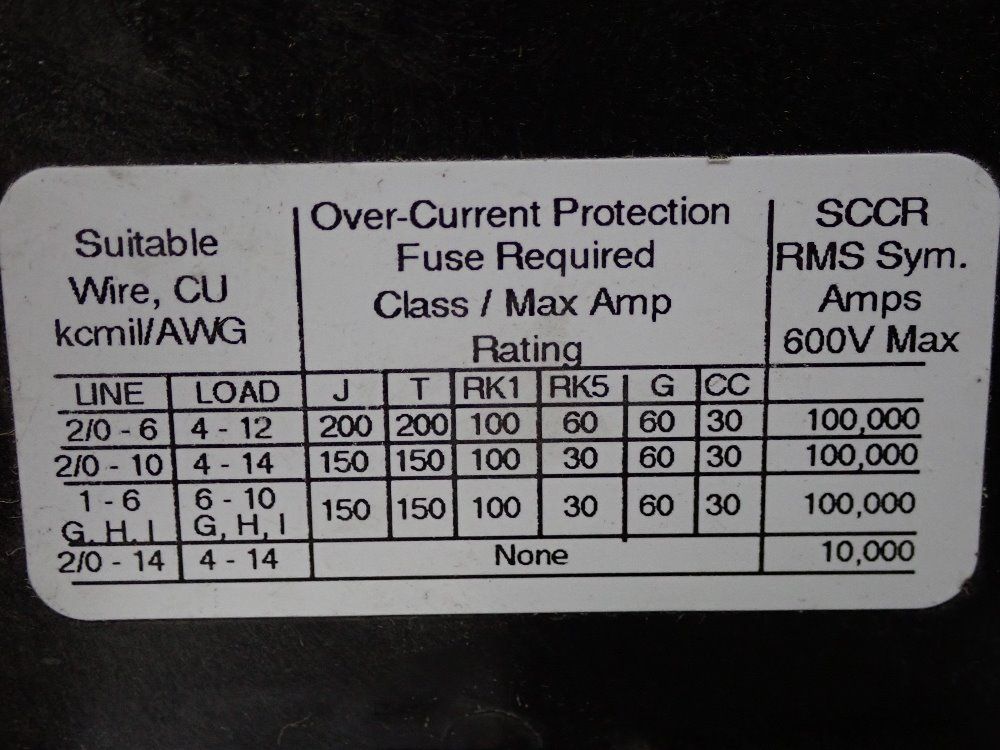 Suitable
Wire, CU
kcmil/AWG
Over-Current Protection
Fuse Required
Class / Max Amp
Rating
SCCR
RMS Sym.
Amps
600V Max
LINE LOAD J T RK1 RK5 G CC
2/0 - 6 4 - 12 200 200 100 60 60 30 100,000
2/0 - 10 4 - 14 150 150 100 30 60 30 100,000
1 - 6 6 - 10 150 150 100 30 60 30 100,000
G, H, I G, H, I
2/0 - 14 4 - 14 None 10,000